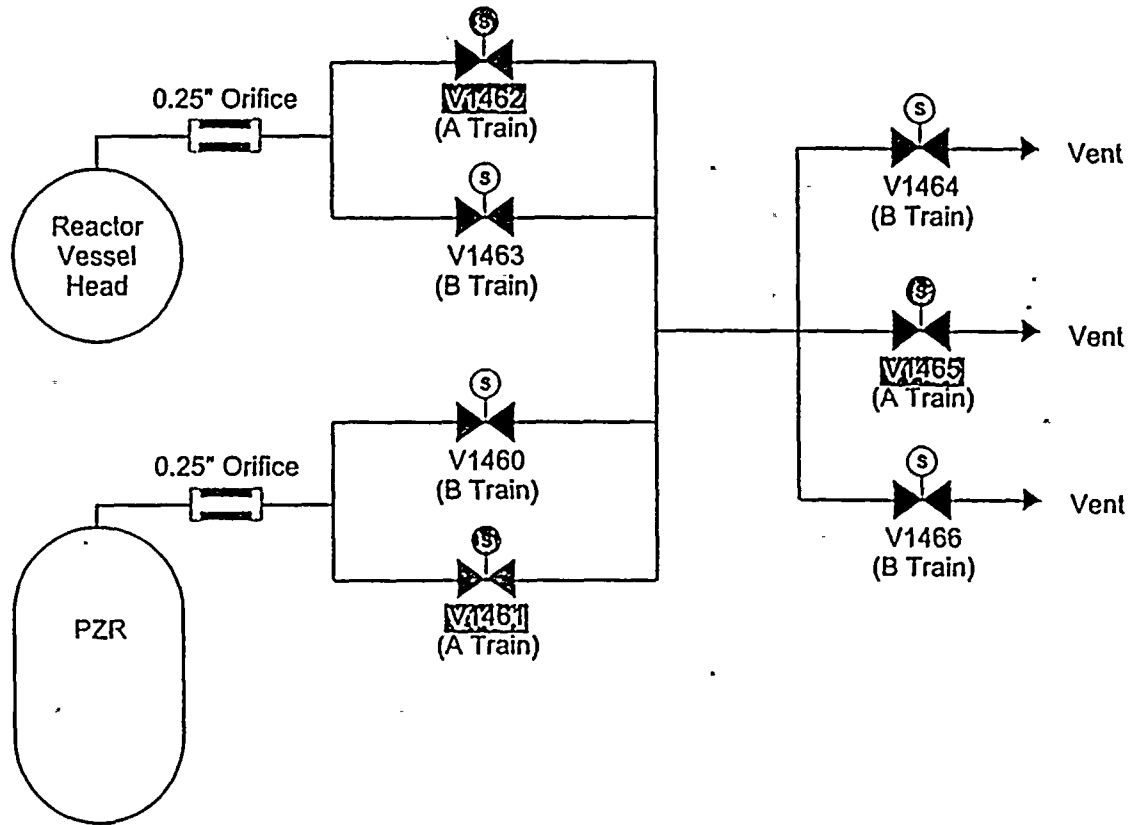 S
0.25" Orifice
V1462
(A Train)
Reactor
Vessel
Head
S
V1463
(B Train)
S
V1464
(B Train)
Vent
S
V1465
(A Train)
Vent
S
V1466
(B Train)
Vent
0.25" Orifice
S
V1460
(B Train)
S
V1461
(A Train)
PZR